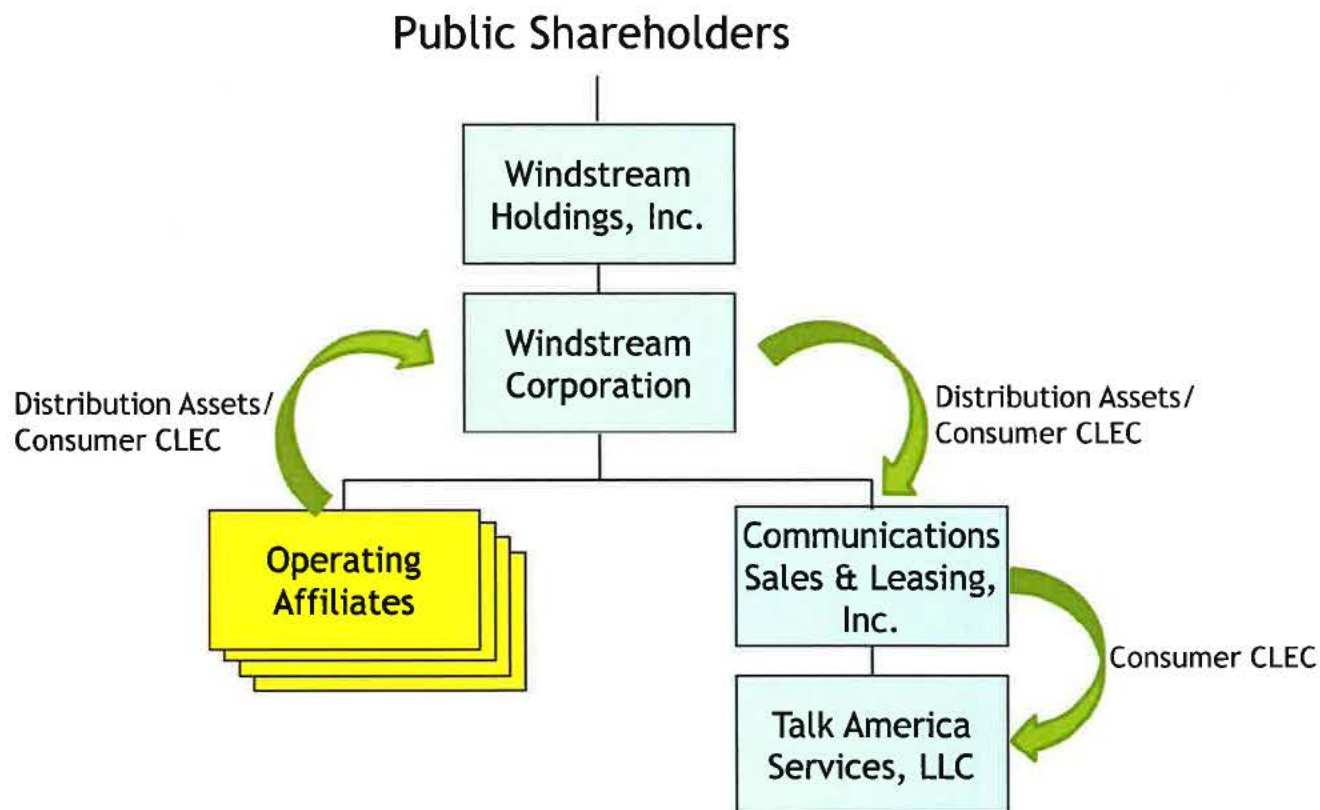 Public Shareholders
Windstream
Holdings, Inc.
Windstream
Corporation
Distribution Assets/
Consumer CLEC
Distribution Assets/
Consumer CLEC
Operating
Affiliates
Communications
Sales & Leasing,
Inc.
Consumer CLEC
Talk America
Services, LLC